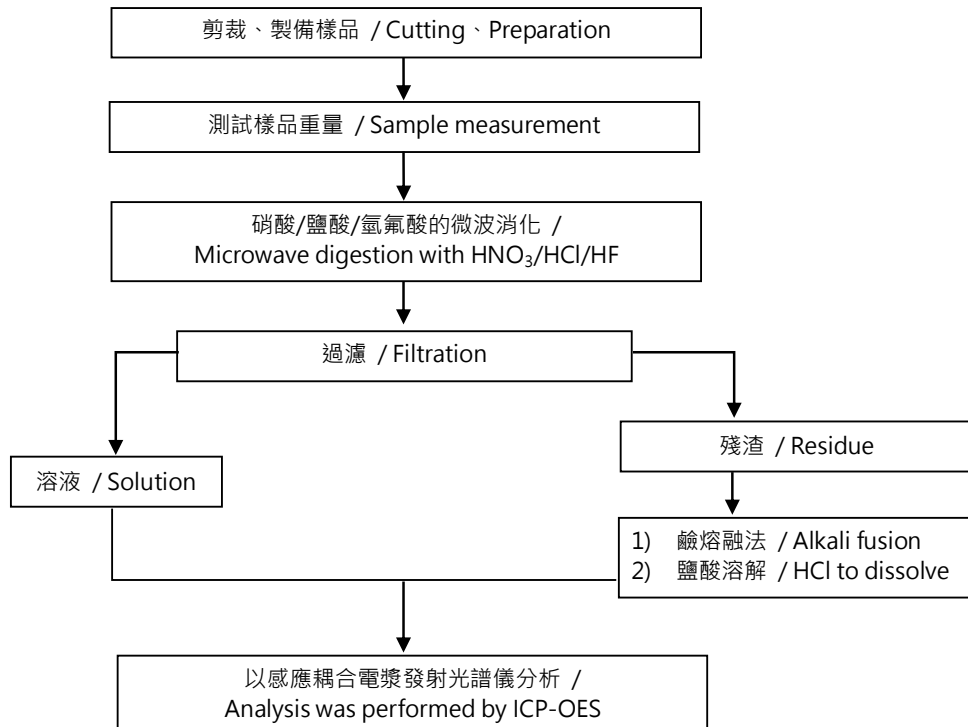 剪裁、製備樣品 / Cutting、Preparation
測試樣品重量 / Sample measurement
硝酸/鹽酸/氫氟酸的微波消化 /
Microwave digestion with HNO₃/HCl/HF
過濾 / Filtration
溶液 / Solution
殘渣 / Residue
1) 鹼熔融法 / Alkali fusion
2) 鹽酸溶解 / HCl to dissolve
以感應耦合電漿發射光譜儀分析 /
Analysis was performed by ICP-OES